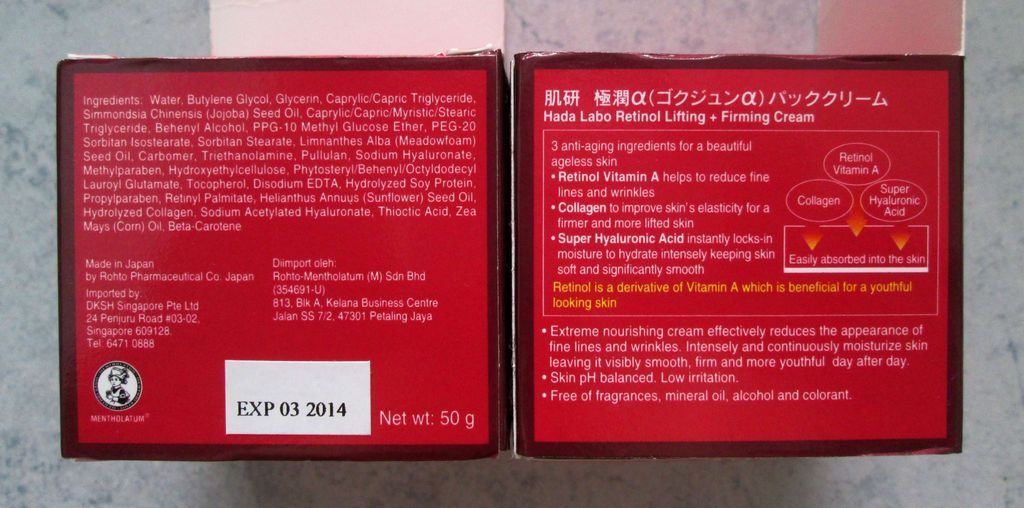 Ingredients: Water, Butylene Glycol, Glycerin, Caprylic/Capric Triglyceride,
Simmondsia Chinensis (Jojoba) Seed Oil, Caprylic/Capric/Myristic/Stearic
Triglyceride, Behenyl Alcohol, PPG-10 Methyl Glucose Ether, PEG-20
Sorbitan Isostearate, Sorbitan Stearate, Limnanthes Alba (Meadowfoam)
Seed Oil, Carbomer, Triethanolamine, Pullulan, Sodium Hyaluronate,
Methylparaben, Hydroxyethylcellulose, Phytosteryl/Behenyl/Octyldodecyl
Lauroyl Glutamate, Tocopherol, Disodium EDTA, Hydrolyzed Soy Protein,
Propylparaben, Retinyl Palmitate, Helianthus Annuus (Sunflower) Seed Oil,
Hydrolyzed Collagen, Sodium Acetylated Hyaluronate, Thioctic Acid, Zea
Mays (Corn) Oil, Beta-Carotene
Made in Japan
by Rohto Pharmaceutical Co. Japan
Imported by:
DKSH Singapore Pte Ltd
24 Penjuru Road #03-02,
Singapore 609128.
Tel: 6471 0888
Diimport oleh:
Rohto-Mentholatum (M) Sdn Bhd
(354691-U)
813, Blk A, Kelana Business Centre
Jalan SS 7/2, 47301 Petaling Jaya
MENTHOLATUM®
EXP 03 2014
Net wt: 50 g
肌研 極潤α(ゴクジュンα)パッククリーム
Hada Labo Retinol Lifting + Firming Cream
3 anti-aging ingredients for a beautiful
ageless skin
• Retinol Vitamin A helps to reduce fine
lines and wrinkles
• Collagen to improve skin's elasticity for a
firmer and more lifted skin
• Super Hyaluronic Acid instantly locks-in
moisture to hydrate intensely keeping skin
soft and significantly smooth
Retinol
Vitamin A
Collagen
Super
Hyaluronic
Acid
Easily absorbed into the skin
Retinol is a derivative of Vitamin A which is beneficial for a youthful
looking skin
• Extreme nourishing cream effectively reduces the appearance of
fine lines and wrinkles. Intensely and continuously moisturize skin
leaving it visibly smooth, firm and more youthful day after day.
• Skin pH balanced. Low irritation.
• Free of fragrances, mineral oil, alcohol and colorant.